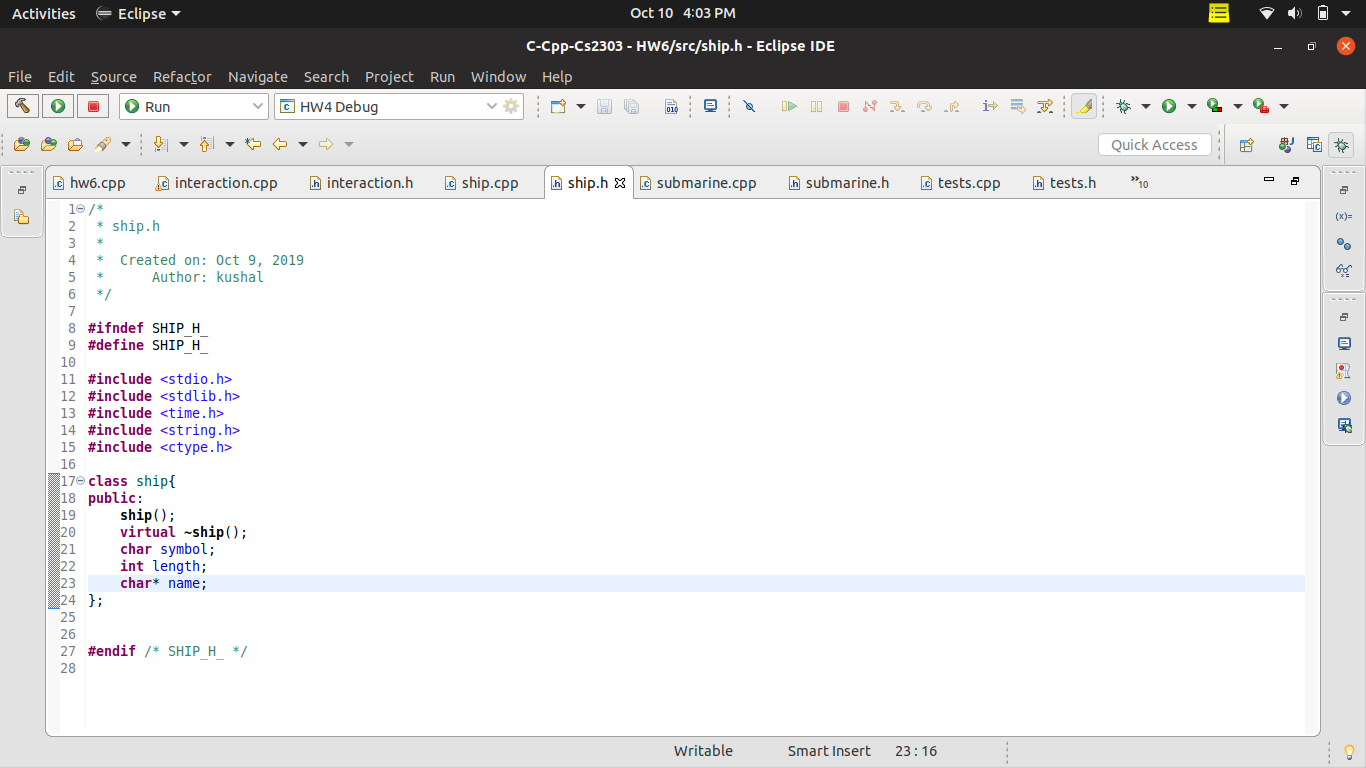 Activities Eclipse Oct 10 4:03 PM
C-Cpp-Cs2303 - HW6/src/ship.h - Eclipse IDE
File Edit Source Refactor Navigate Search Project Run Window Help
Run HW4 Debug
Quick Access
hw6.cpp interaction.cpp interaction.h ship.cpp ship.h submarine.cpp submarine.h tests.cpp tests.h »10
1 /*
2 * ship.h
3 *
4 * Created on: Oct 9, 2019
5 * Author: kushal
6 */
7
8 #ifndef SHIP_H_
9 #define SHIP_H_
10
11 #include <stdio.h>
12 #include <stdlib.h>
13 #include <time.h>
14 #include <string.h>
15 #include <ctype.h>
16
17 class ship{
18 public:
19 ship();
20 virtual ~ship();
21 char symbol;
22 int length;
23 char* name;
24 };
25
26
27 #endif /* SHIP_H_ */
28
Writable Smart Insert 23 : 16